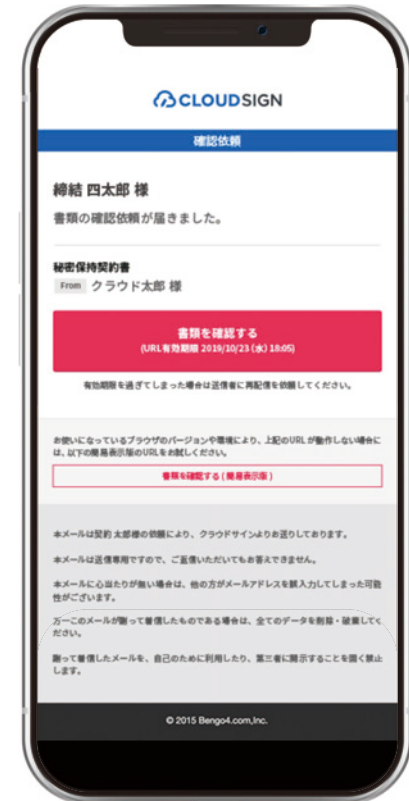 CLOUDSIGN
確認依頼
締結 四太郎 様
書類の確認依頼が届きました。
秘密保持契約書
From クラウド太郎 様
書類を確認する
(URL有効期限 2019/10/23 (水) 18:05)
有効期限を過ぎてしまった場合は送信者に再配信を依頼してください。
お使いになっているブラウザのバージョンや環境により、上記のURLが動作しない場合に
は、以下の簡易表示版のURLをお試しください。
書類を確認する ( 簡易表示版 )
本メールは契約 太郎様の依頼により、クラウドサインよりお送りしております。
本メールは送信専用ですので、ご返信いただいてもお答えできません。
本メールに心当たりが無い場合は、他の方がメールアドレスを誤入力してしまった可能
性がございます。
万一このメールが誤って着信したものである場合は、全てのデータを削除・破棄してく
ださい。
誤って着信したメールを、自己のために利用したり、第三者に開示することを固く禁止
します。
© 2015 Bengo4.com,Inc.